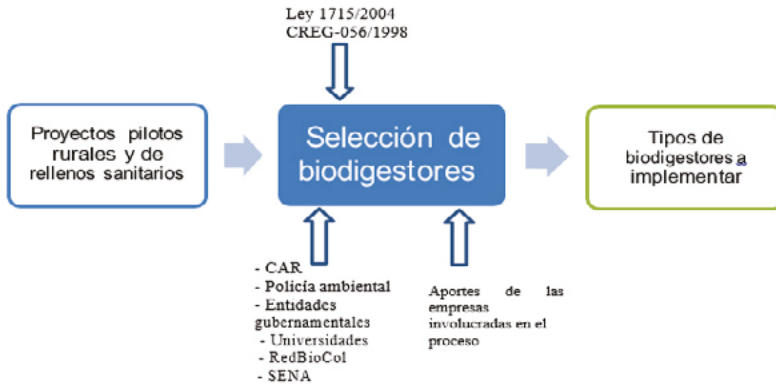 Ley 1715/2004
CREG-056/1998
Proyectos pilotos
rurales y de
rellenos sanitarios
Selección de
biodigestores
Tipos de
biodigestores a
implementar
- CAR
- Policía ambiental
- Entidades
gubernamentales
- Universidades
- RedBioCol
- SENA
Aportes de las
empresas
involucradas en el
proceso